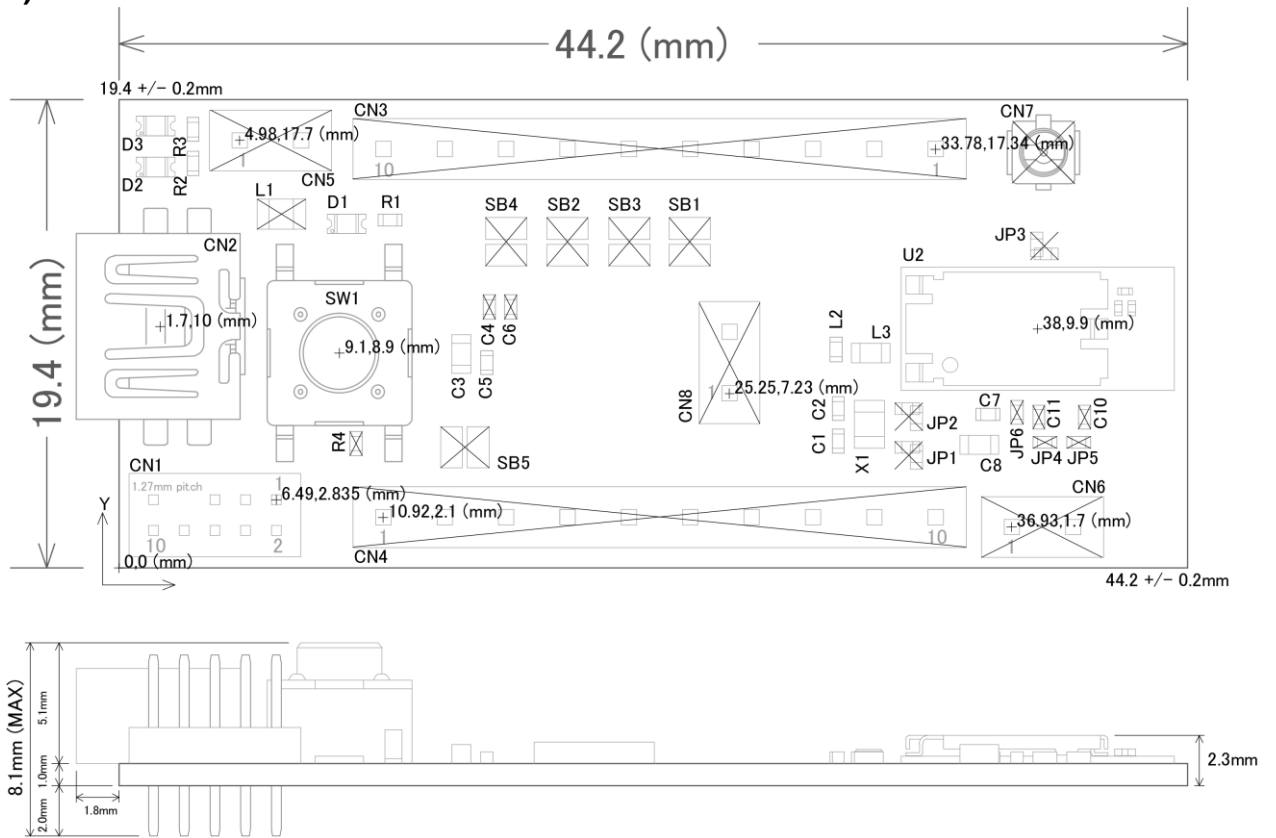 44.2 (mm)
19.4 +/- 0.2mm
CN3
CN7
D3
R3
4.98,17.7 (mm)
1
10
1
33.78,17.34 (mm)
D2
R2
CN5
L1
D1
R1
SB4
SB2
SB3
SB1
JP3
CN2
U2
19.4 (mm)
SW1
1.7,10 (mm)
9.1,8.9 (mm)
C4
C6
L2
L3
38,9.9 (mm)
C3
C5
1
25.25,7.23 (mm)
CN8
C2
C1
X1
JP2
JP1
C7
C8
JP6
C11
C10
JP4
JP5
R4
SB5
CN1
1.27mm pitch
1
6.49,2.835 (mm)
10.92,2.1 (mm)
CN6
36.93,1.7 (mm)
Y
10
2
1
10
1
CN4
0,0 (mm)
44.2 +/- 0.2mm
8.1mm (MAX)
5.1mm
1.0mm
2.0mm
1.8mm
2.3mm